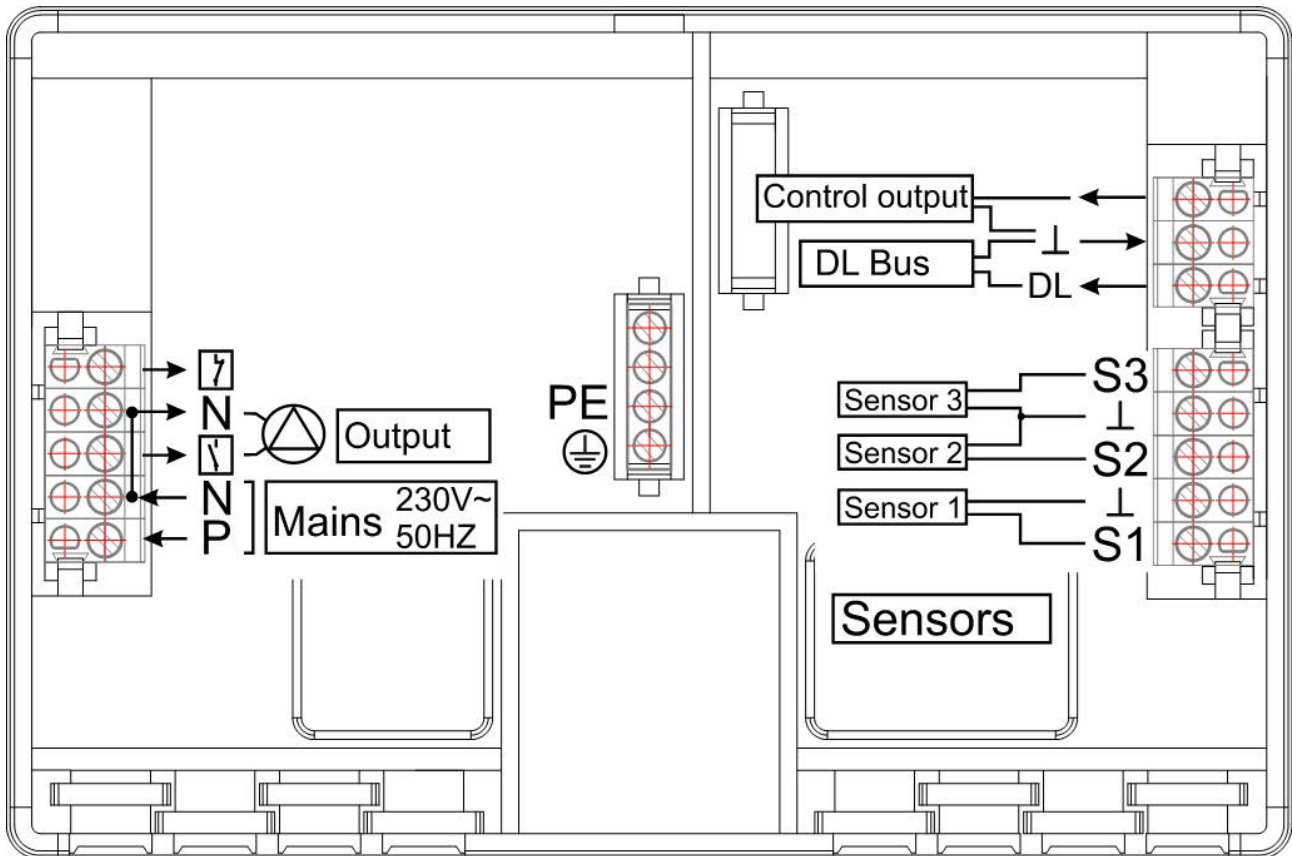 Control output
⊥
DL Bus
DL
N
Output
N
P
Mains 230V~
50HZ
PE
S3
Sensor 3
⊥
Sensor 2
S2
Sensor 1
⊥
S1
Sensors